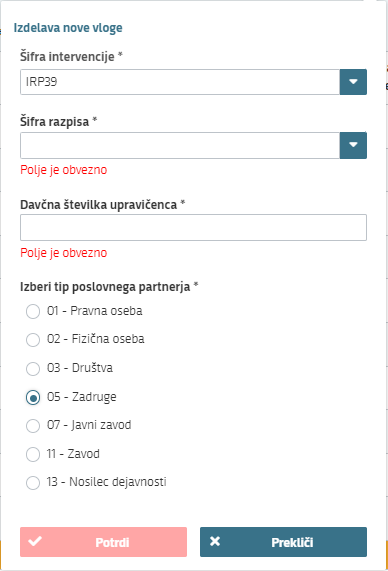 Izdelava nove vloge
Šifra intervencije *
IRP39
Šifra razpisa *
Polje je obvezno
Davčna številka upravičenca *
Polje je obvezno
Izberi tip poslovnega partnerja *
01 - Pravna oseba
02 - Fizična oseba
03 - Društva
05 - Zadruge
07 - Javni zavod
11 - Zavod
13 - Nosilec dejavnosti
Potrdi
Prekliči